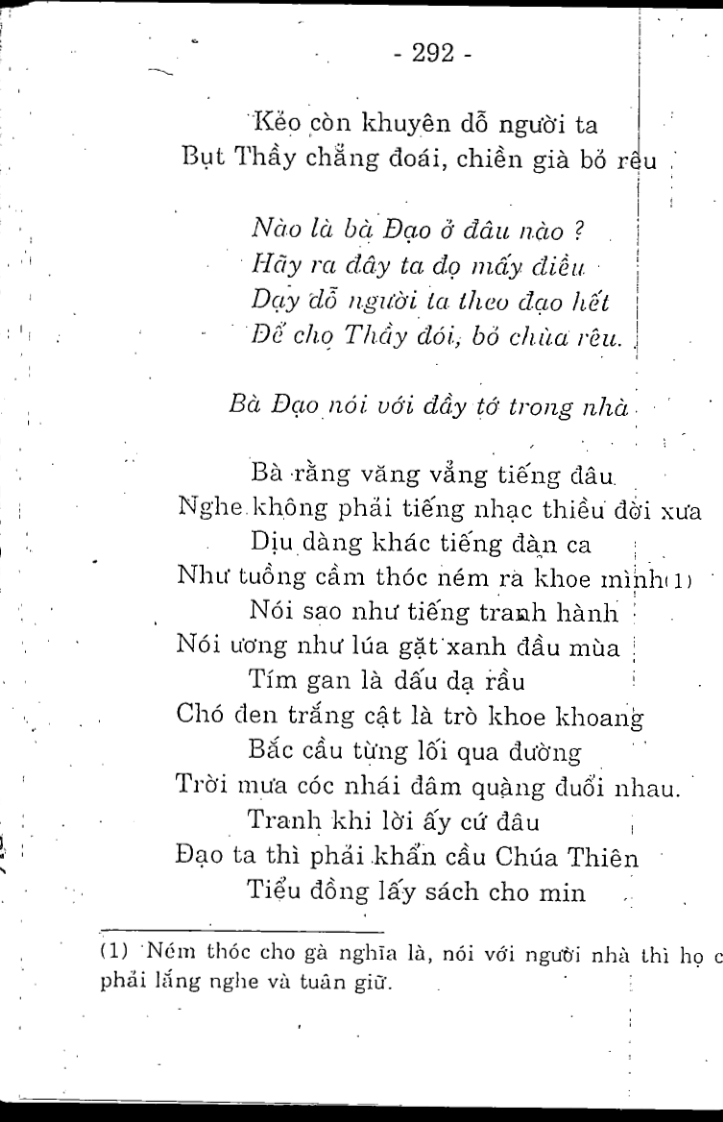 - 292 -
Kẻo còn khuyên dỗ người ta
Bụt Thầy chẳng đoái, chiền già bỏ rêu
Nào là bà Đạo ở đâu nào ?
Hãy ra đây ta dọ mấy điều
Dạy dỗ người ta theo đạo hết
Để cho Thầy đói, bỏ chùa rêu.
Bà Đạo nói với đầy tớ trong nhà
Bà rằng văng vẳng tiếng đâu
Nghe không phải tiếng nhạc thiều đời xưa
Dịu dàng khác tiếng đàn ca
Như tuồng cầm thóc ném ra khoe mình(1)
Nói sao như tiếng tranh hành
Nói ương như lúa gặt xanh đầu mùa
Tím gan là dấu dạ rầu
Chó đen trắng cật là trò khoe khoang
Bắc cầu từng lối qua đường
Trời mưa cóc nhái đâm quàng đuổi nhau.
Tranh khi lời ấy cứ đâu
Đạo ta thì phải khẩn cầu Chúa Thiên
Tiểu đồng lấy sách cho min
(1) Ném thóc cho gà nghĩa là, nói với người nhà thì họ c
phải lắng nghe và tuân giữ.